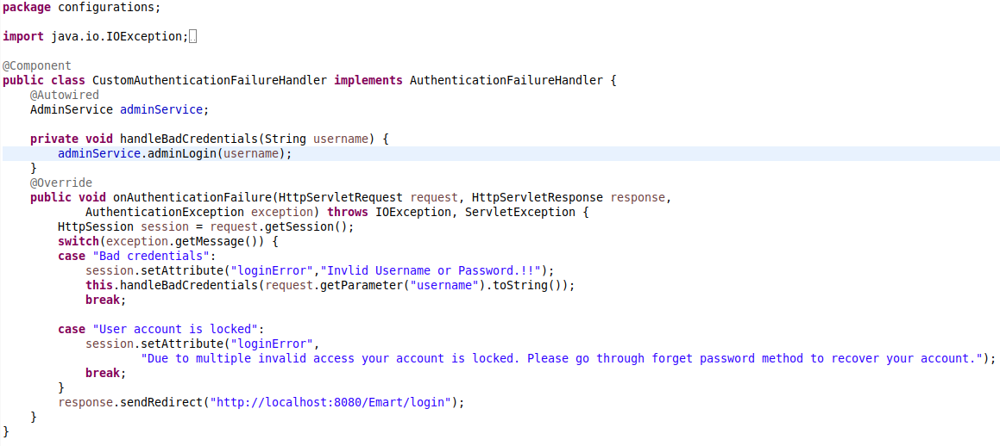 package configurations;
import java.io.IOException;
@Component
public class CustomAuthenticationFailureHandler implements AuthenticationFailureHandler {
@Autowired
AdminService adminService;
private void handleBadCredentials(String username) {
adminService.adminLogin(username);
}
@Override
public void onAuthenticationFailure(HttpServletRequest request, HttpServletResponse response,
AuthenticationException exception) throws IOException, ServletException {
HttpSession session = request.getSession();
switch(exception.getMessage()) {
case "Bad credentials":
session.setAttribute("loginError","Invlid Username or Password.!!");
this.handleBadCredentials(request.getParameter("username").toString());
break;
case "User account is locked":
session.setAttribute("loginError",
"Due to multiple invalid access your account is locked. Please go through forget password method to recover your account.");
break;
}
response.sendRedirect("http://localhost:8080/Emart/login");
}
}